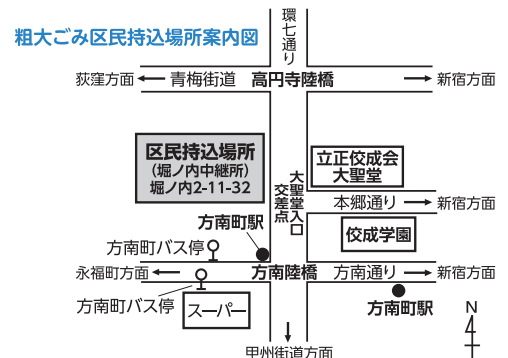 粗大ごみ区民持込場所案内図
環七通り
荻窪方面
青梅街道
高円寺陸橋
新宿方面
区民持込場所
（堀ノ内中継所）
堀ノ内2-11-32
大聖堂入口
交差点
立正佼成会
大聖堂
本郷通り
新宿方面
佼成学園
方南町駅
方南町バス停
永福町方面
方南陸橋
方南通り
新宿方面
方南町バス停
スーパー
方南町駅
N
甲州街道方面